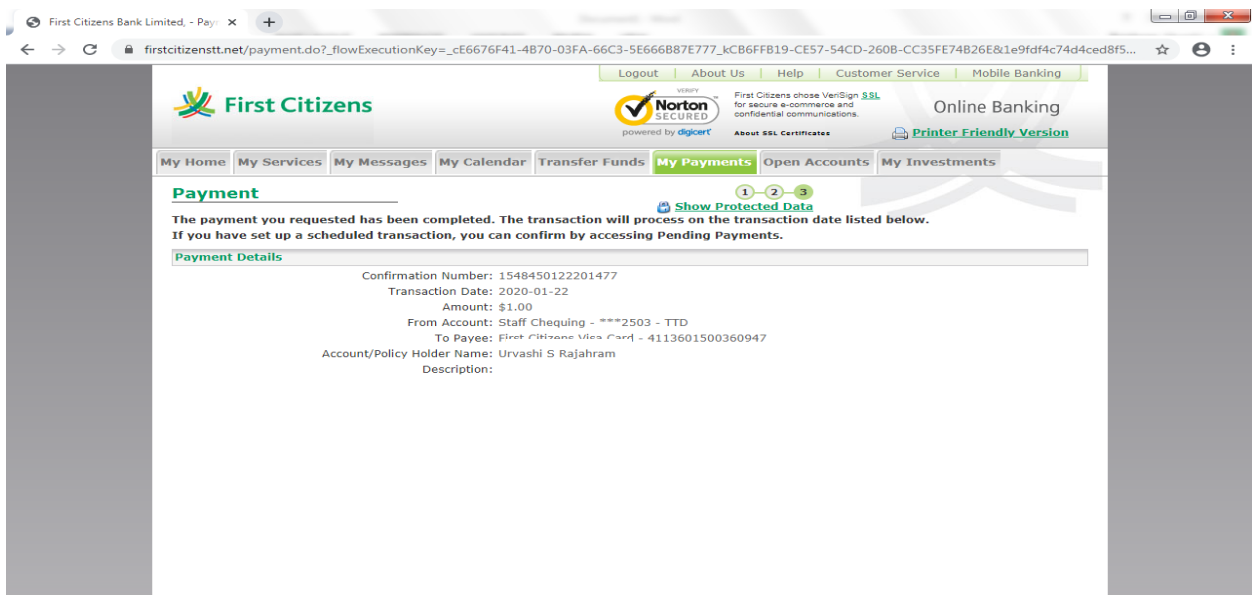 First Citizens Bank Limited, - Payr
firstcitizenstt.net/payment.do?_flowExecutionKey=_cE6676F41-4B70-03FA-66C3-5E666B87E777_kCB6FFB19-CE57-54CD-260B-CC35FE74B26E&1e9fdf4c74d4ced8f5...
Logout | About Us | Help | Customer Service | Mobile Banking
First Citizens
VERIFY
Norton
SECURED
powered by digicert
First Citizens chose VeriSign SSL
for secure e-commerce and
confidential communications.
About SSL Certificates
Online Banking
Printer Friendly Version
My Home My Services My Messages My Calendar Transfer Funds My Payments Open Accounts My Investments
Payment
1 2 3
Show Protected Data
The payment you requested has been completed. The transaction will process on the transaction date listed below.
If you have set up a scheduled transaction, you can confirm by accessing Pending Payments.
Payment Details
Confirmation Number: 1548450122201477
Transaction Date: 2020-01-22
Amount: $1.00
From Account: Staff Chequing - ***2503 - TTD
To Payee: First Citizens Visa Card - 4113601500360947
Account/Policy Holder Name: Urvashi S Rajahram
Description: